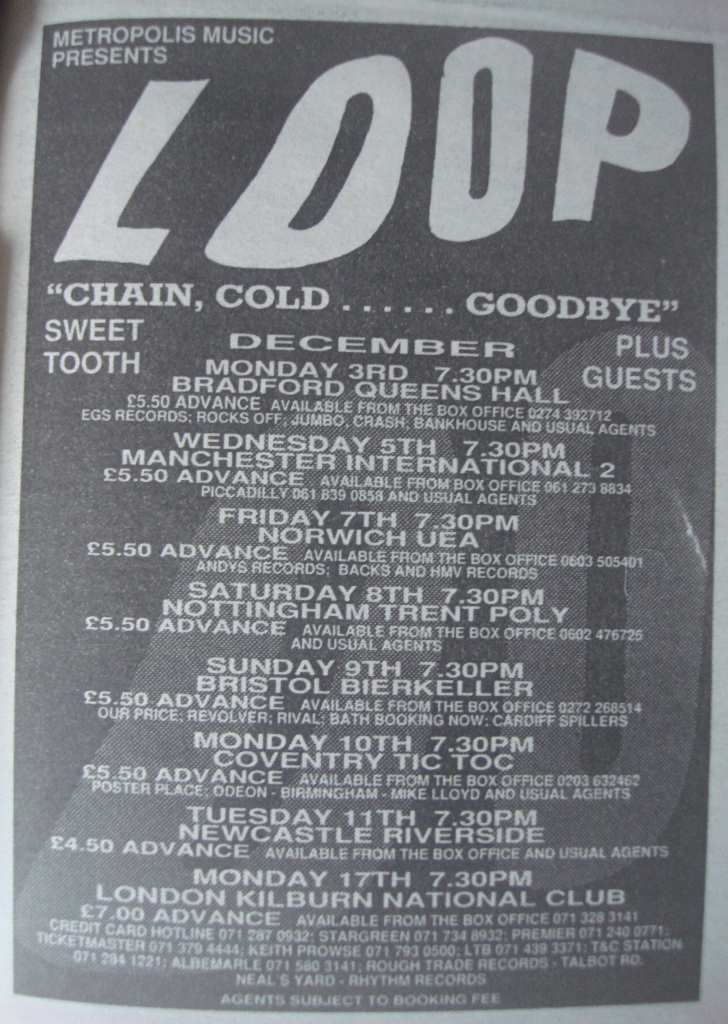 METROPOLIS MUSIC
PRESENTS
LOOP
"CHAIN, COLD . . . . . . GOODBYE"
SWEET
TOOTH
PLUS
GUESTS
DECEMBER
MONDAY 3RD 7.30PM
BRADFORD QUEENS HALL
£5.50 ADVANCE AVAILABLE FROM THE BOX OFFICE 0274 392712
EGS RECORDS; ROCKS OFF; JUMBO, CRASH, BANKHOUSE AND USUAL AGENTS
WEDNESDAY 5TH 7.30PM
MANCHESTER INTERNATIONAL 2
£5.50 ADVANCE AVAILABLE FROM BOX OFFICE 061 273 8834
PICCADILLY 061 839 0858 AND USUAL AGENTS
FRIDAY 7TH 7.30PM
NORWICH UEA
£5.50 ADVANCE AVAILABLE FROM THE BOX OFFICE 0603 505401
ANDYS RECORDS; BACKS AND HMV RECORDS
SATURDAY 8TH 7.30PM
NOTTINGHAM TRENT POLY
£5.50 ADVANCE AVAILABLE FROM THE BOX OFFICE 0602 476725
AND USUAL AGENTS
SUNDAY 9TH 7.30PM
BRISTOL BIERKELLER
£5.50 ADVANCE AVAILABLE FROM THE BOX OFFICE 0272 268514
OUR PRICE; REVOLVER; RIVAL; BATH BOOKING NOW; CARDIFF SPILLERS
MONDAY 10TH 7.30PM
COVENTRY TIC TOC
£5.50 ADVANCE AVAILABLE FROM THE BOX OFFICE 0203 632462
POSTER PLACE; ODEON - BIRMINGHAM - MIKE LLOYD AND USUAL AGENTS
TUESDAY 11TH 7.30PM
NEWCASTLE RIVERSIDE
£4.50 ADVANCE AVAILABLE FROM THE BOX OFFICE AND USUAL AGENTS
MONDAY 17TH 7.30PM
LONDON KILBURN NATIONAL CLUB
£7.00 ADVANCE AVAILABLE FROM THE BOX OFFICE 071 328 3141
CREDIT CARD HOTLINE 071 287 0932; STARGREEN 071 734 8932; PREMIER 071 240 0771;
TICKETMASTER 071 379 4444; KEITH PROWSE 071 793 0500; LTB 071 439 3371; T&C STATION
071 284 1221; ALBEMARLE 071 580 3141; ROUGH TRADE RECORDS - TALBOT RD.
NEAL'S YARD - RHYTHM RECORDS
AGENTS SUBJECT TO BOOKING FEE